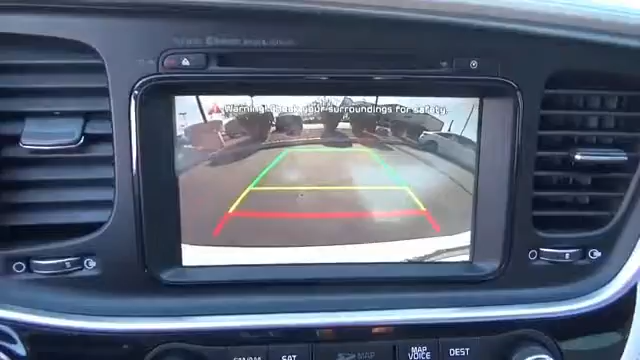 Warning! Check your surroundings for safety.
SAT
MAP
MAP VOICE
DEST